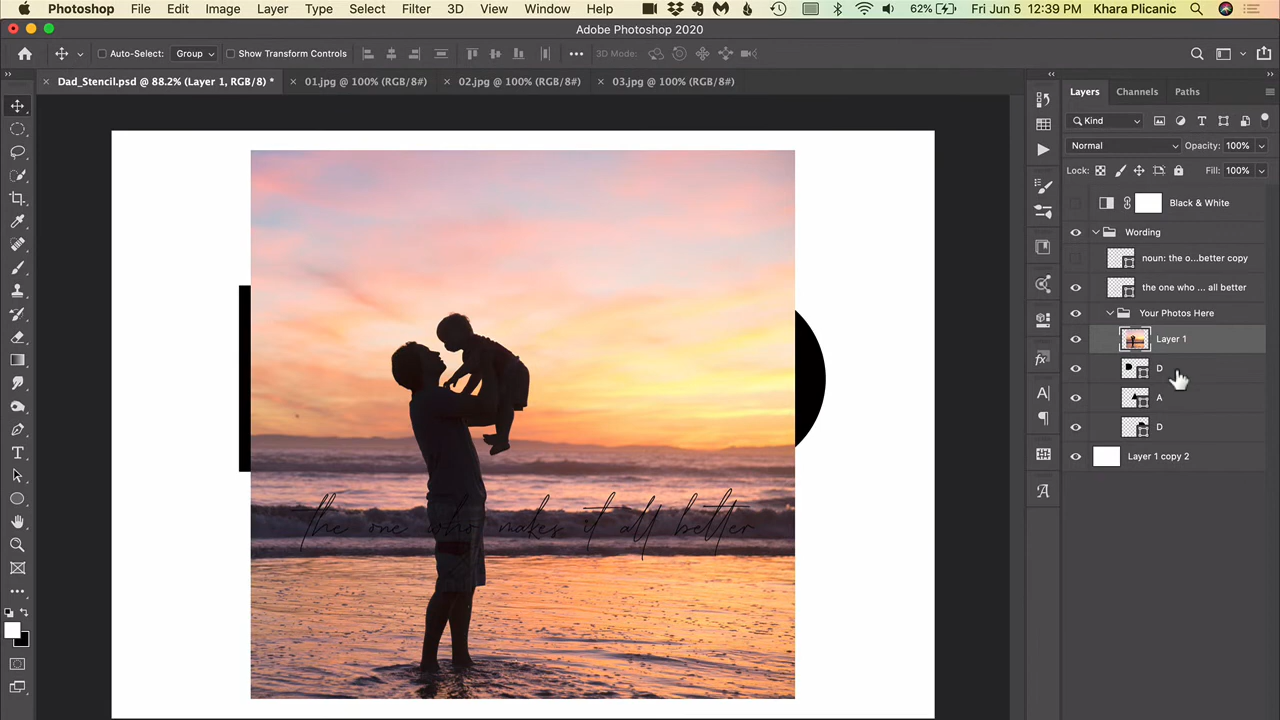 Photoshop File Edit Image Layer Type Select Filter 3D View Window Help 62% Fri Jun 5 12:39 PM Khara Plicanic
Adobe Photoshop 2020
Auto-Select: Group Show Transform Controls 3D Mode:
Dad_Stencil.psd @ 88.2% (Layer 1, RGB/8) * 01.jpg @ 100% (RGB/8) 02.jpg @ 100% (RGB/8) 03.jpg @ 100% (RGB/8)
Layers Channels Paths
Kind
Normal Opacity: 100%
Lock: Fill: 100%
Black & White
Wording
noun: the o...better copy
the one who ... all better
Your Photos Here
Layer 1
D
A
D
Layer 1 copy 2
the one who makes it all better